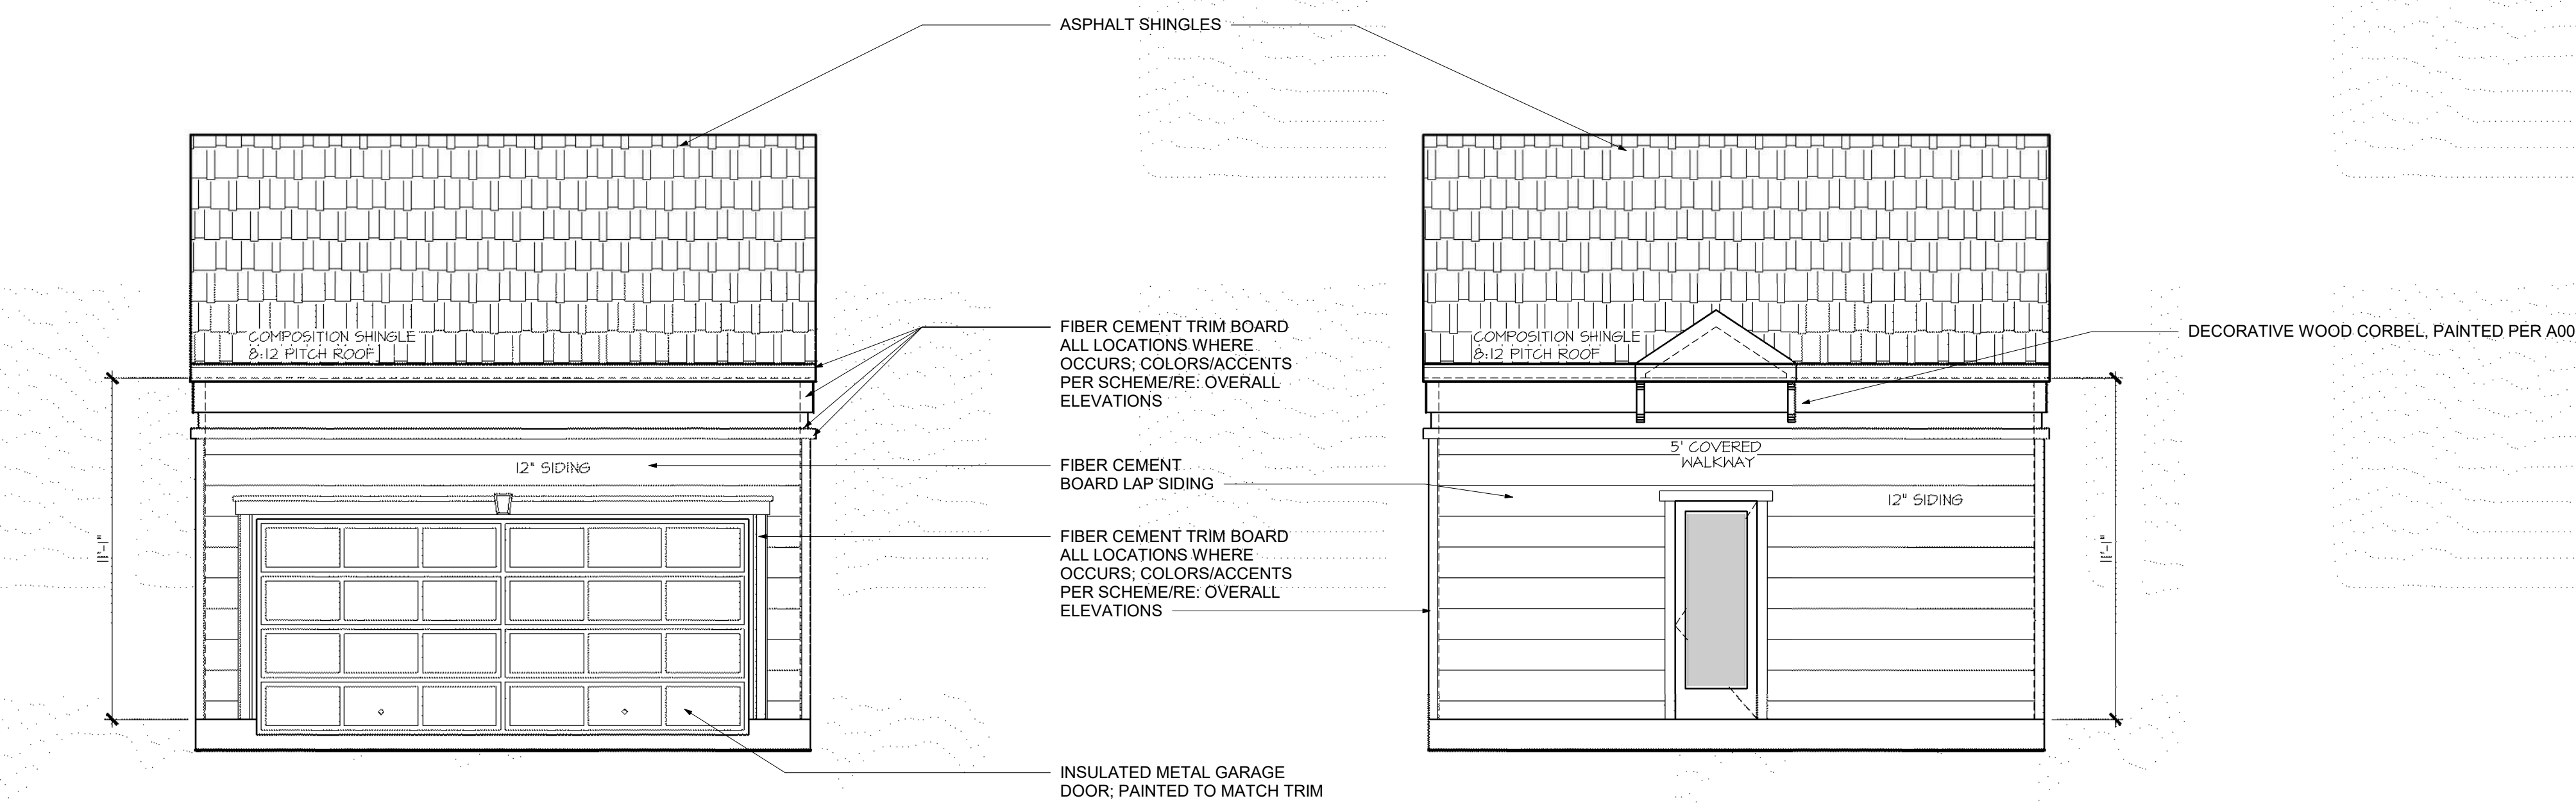 ASPHALT SHINGLES
COMPOSITION SHINGLE
8:12 PITCH ROOF
FIBER CEMENT TRIM BOARD
ALL LOCATIONS WHERE
OCCURS; COLORS/ACCENTS
PER SCHEME/RE: OVERALL
ELEVATIONS
COMPOSITION SHINGLE
8:12 PITCH ROOF
DECORATIVE WOOD CORBEL, PAINTED PER A00
12" SIDING
FIBER CEMENT
BOARD LAP SIDING
5' COVERED
WALKWAY
12" SIDING
11'-1"
FIBER CEMENT TRIM BOARD
ALL LOCATIONS WHERE
OCCURS; COLORS/ACCENTS
PER SCHEME/RE: OVERALL
ELEVATIONS
11'-1"
INSULATED METAL GARAGE
DOOR; PAINTED TO MATCH TRIM